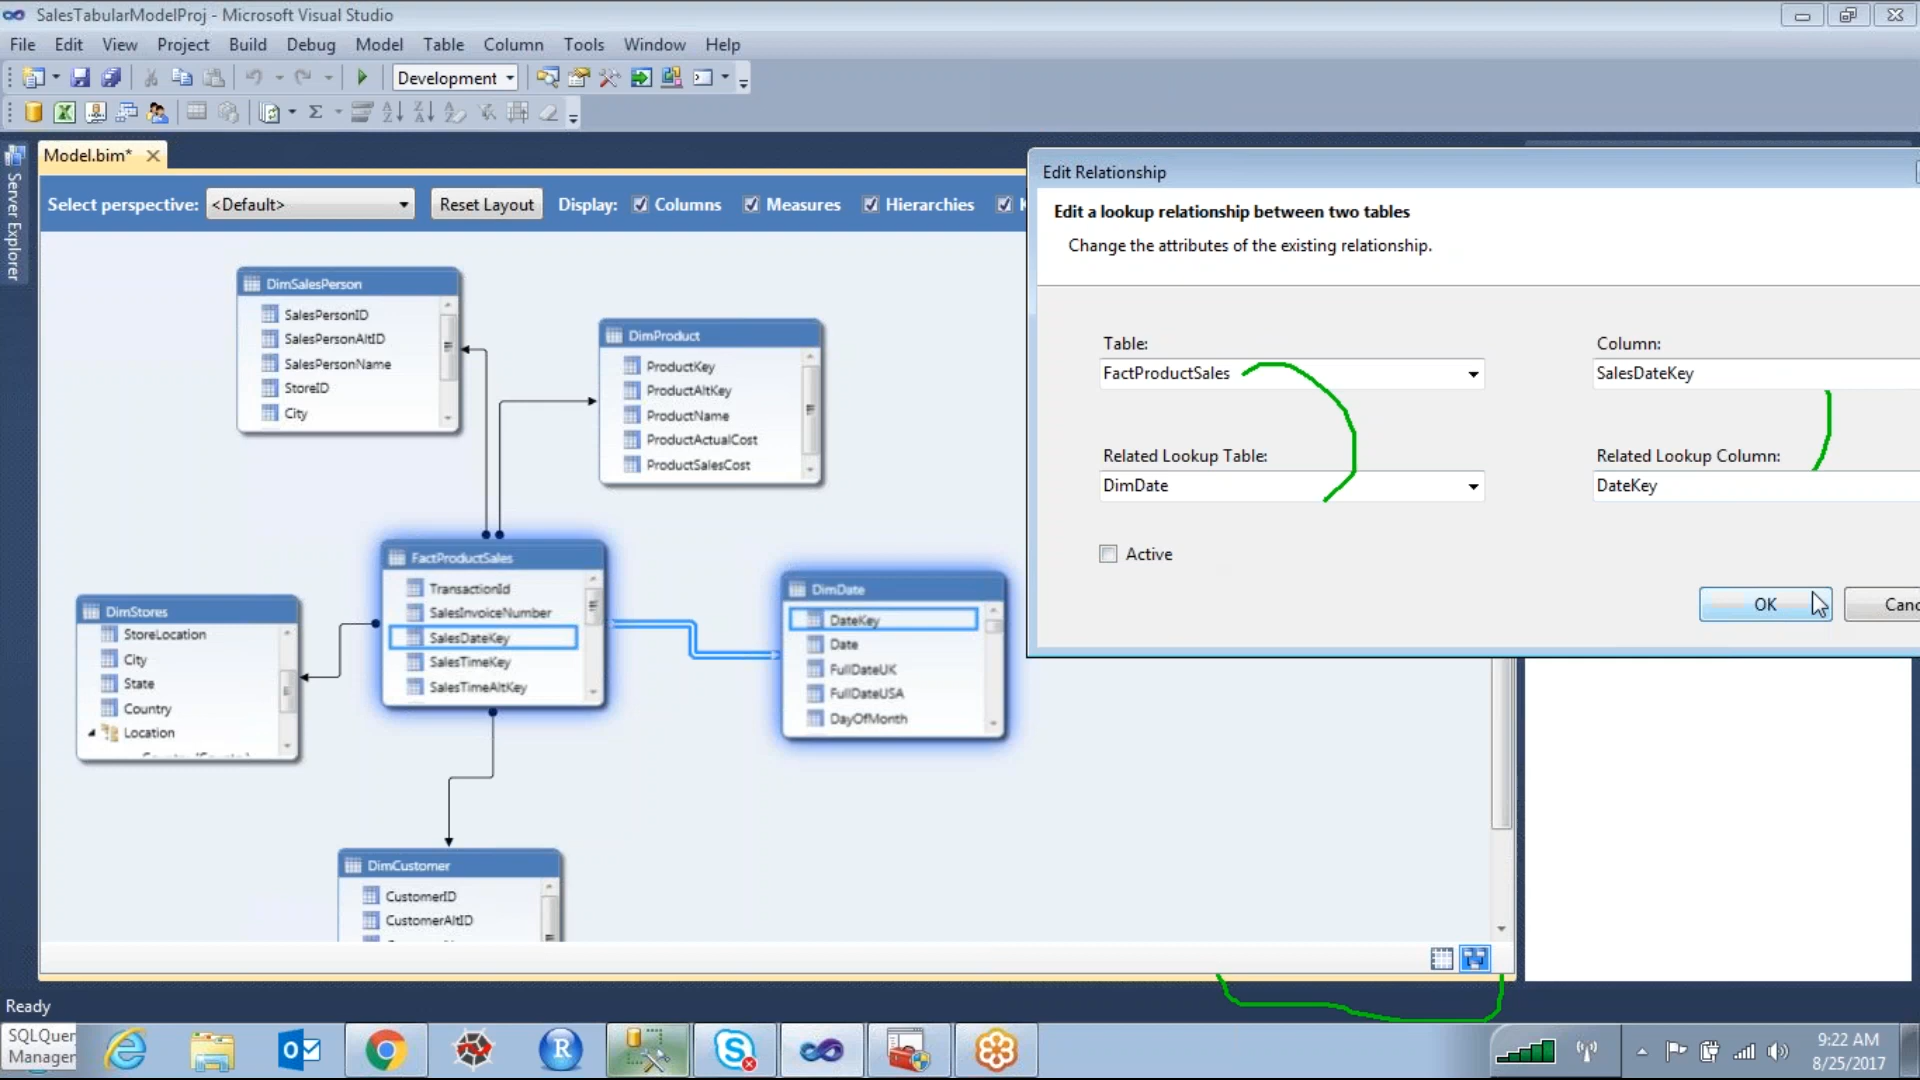 SalesTabularModelProj - Microsoft Visual Studio
File Edit View Project Build Debug Model Table Column Tools Window Help
Development
Server Explorer
Model.bim*
Select perspective: <Default> Reset Layout Display: Columns Measures Hierarchies K
DimSalesPerson
SalesPersonID
SalesPersonAltID
SalesPersonName
StoreID
City
DimProduct
ProductKey
ProductAltKey
ProductName
ProductActualCost
ProductSalesCost
FactProductSales
TransactionId
SalesInvoiceNumber
SalesDateKey
SalesTimeKey
SalesTimeAltKey
DimStores
StoreLocation
City
State
Country
Location
DimDate
DateKey
Date
FullDateUK
FullDateUSA
DayOfMonth
DimCustomer
CustomerID
CustomerAltID
Edit Relationship
Edit a lookup relationship between two tables
Change the attributes of the existing relationship.
Table: Column:
FactProductSales SalesDateKey
Related Lookup Table: Related Lookup Column:
DimDate DateKey
Active
OK Canc
Ready
SQLQuer
Manager
9:22 AM
8/25/2017